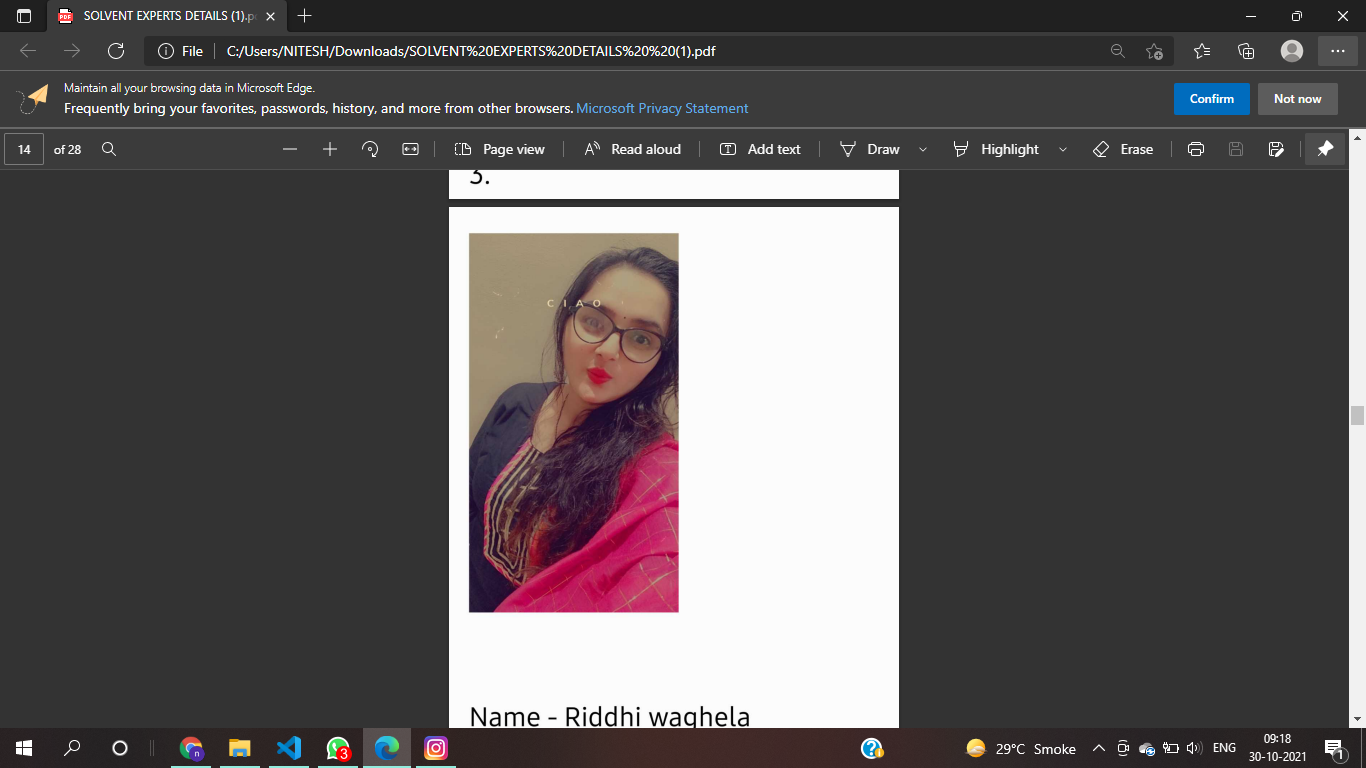 SOLVENT EXPERTS DETAILS (1).p
File
C:/Users/NITESH/Downloads/SOLVENT%20EXPERTS%20DETAILS%20%20(1).pdf
Maintain all your browsing data in Microsoft Edge.
Frequently bring your favorites, passwords, history, and more from other browsers. Microsoft Privacy Statement
Confirm
Not now
14 of 28
Page view
Read aloud
Add text
Draw
Highlight
Erase
3.
CIAO
Name - Riddhi waghela
29°C Smoke
ENG
09:18
30-10-2021
PDF
n
3
1